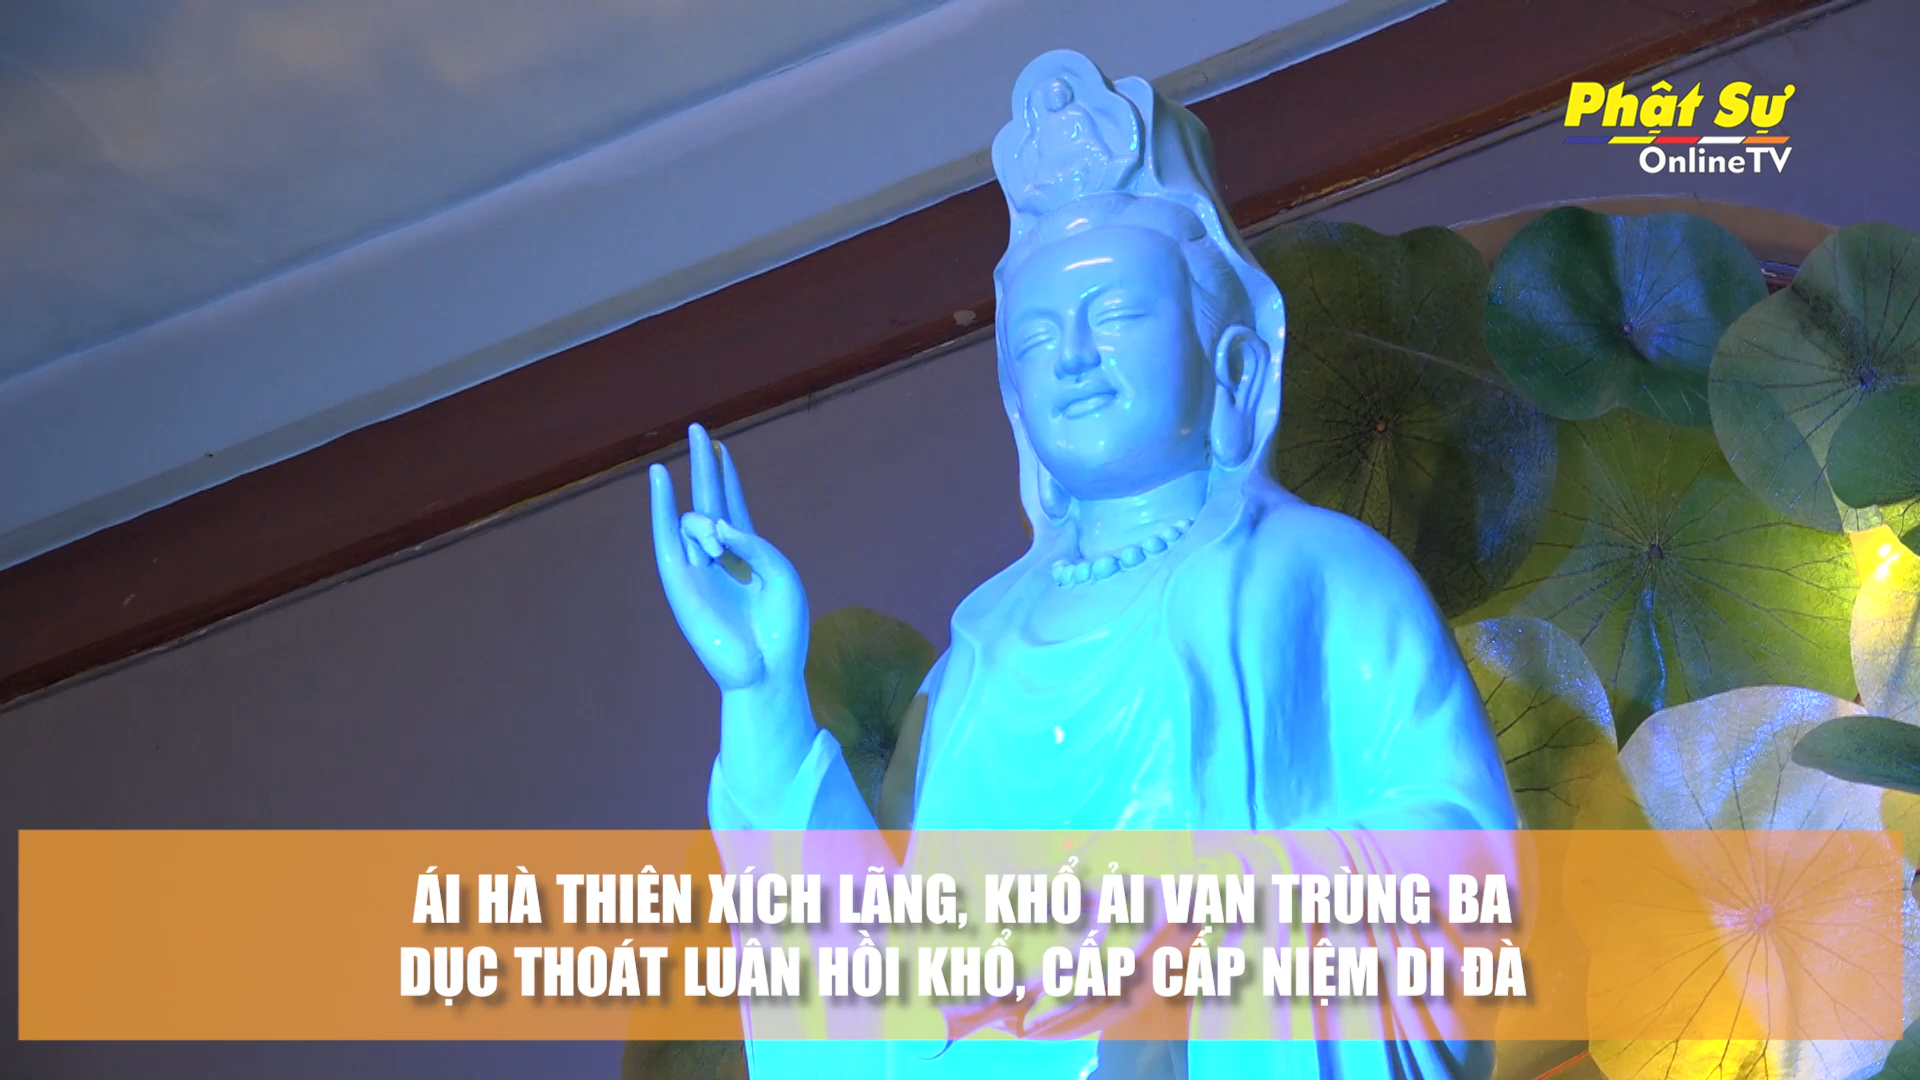 Phật Sự
OnlineTV
ÁI HÀ THIÊN XÍCH LÃNG, KHỔ ẢI VẠN TRÙNG BA
DỤC THOÁT LUÂN HỒI KHỔ, CẤP CẤP NIỆM DI ĐÀ